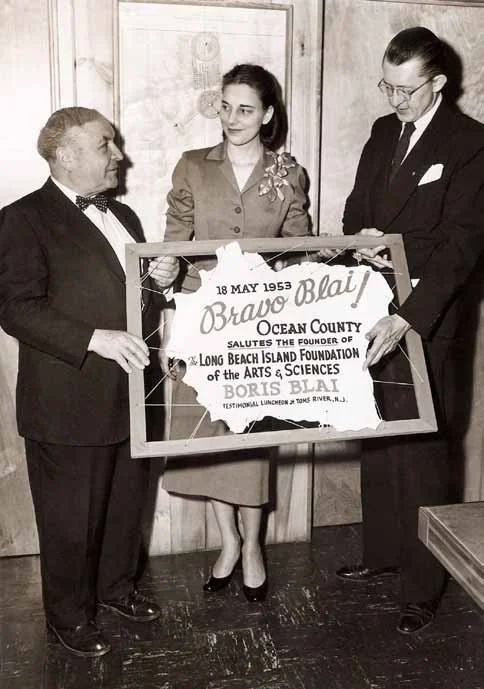 18 MAY 1953
Bravo Blai!
OCEAN COUNTY
SALUTES THE FOUNDER OF
The LONG BEACH ISLAND FOUNDATION
of the ARTS & SCIENCES
BORIS BLAI
TESTIMONIAL LUNCHEON at TOMS RIVER, N.J.